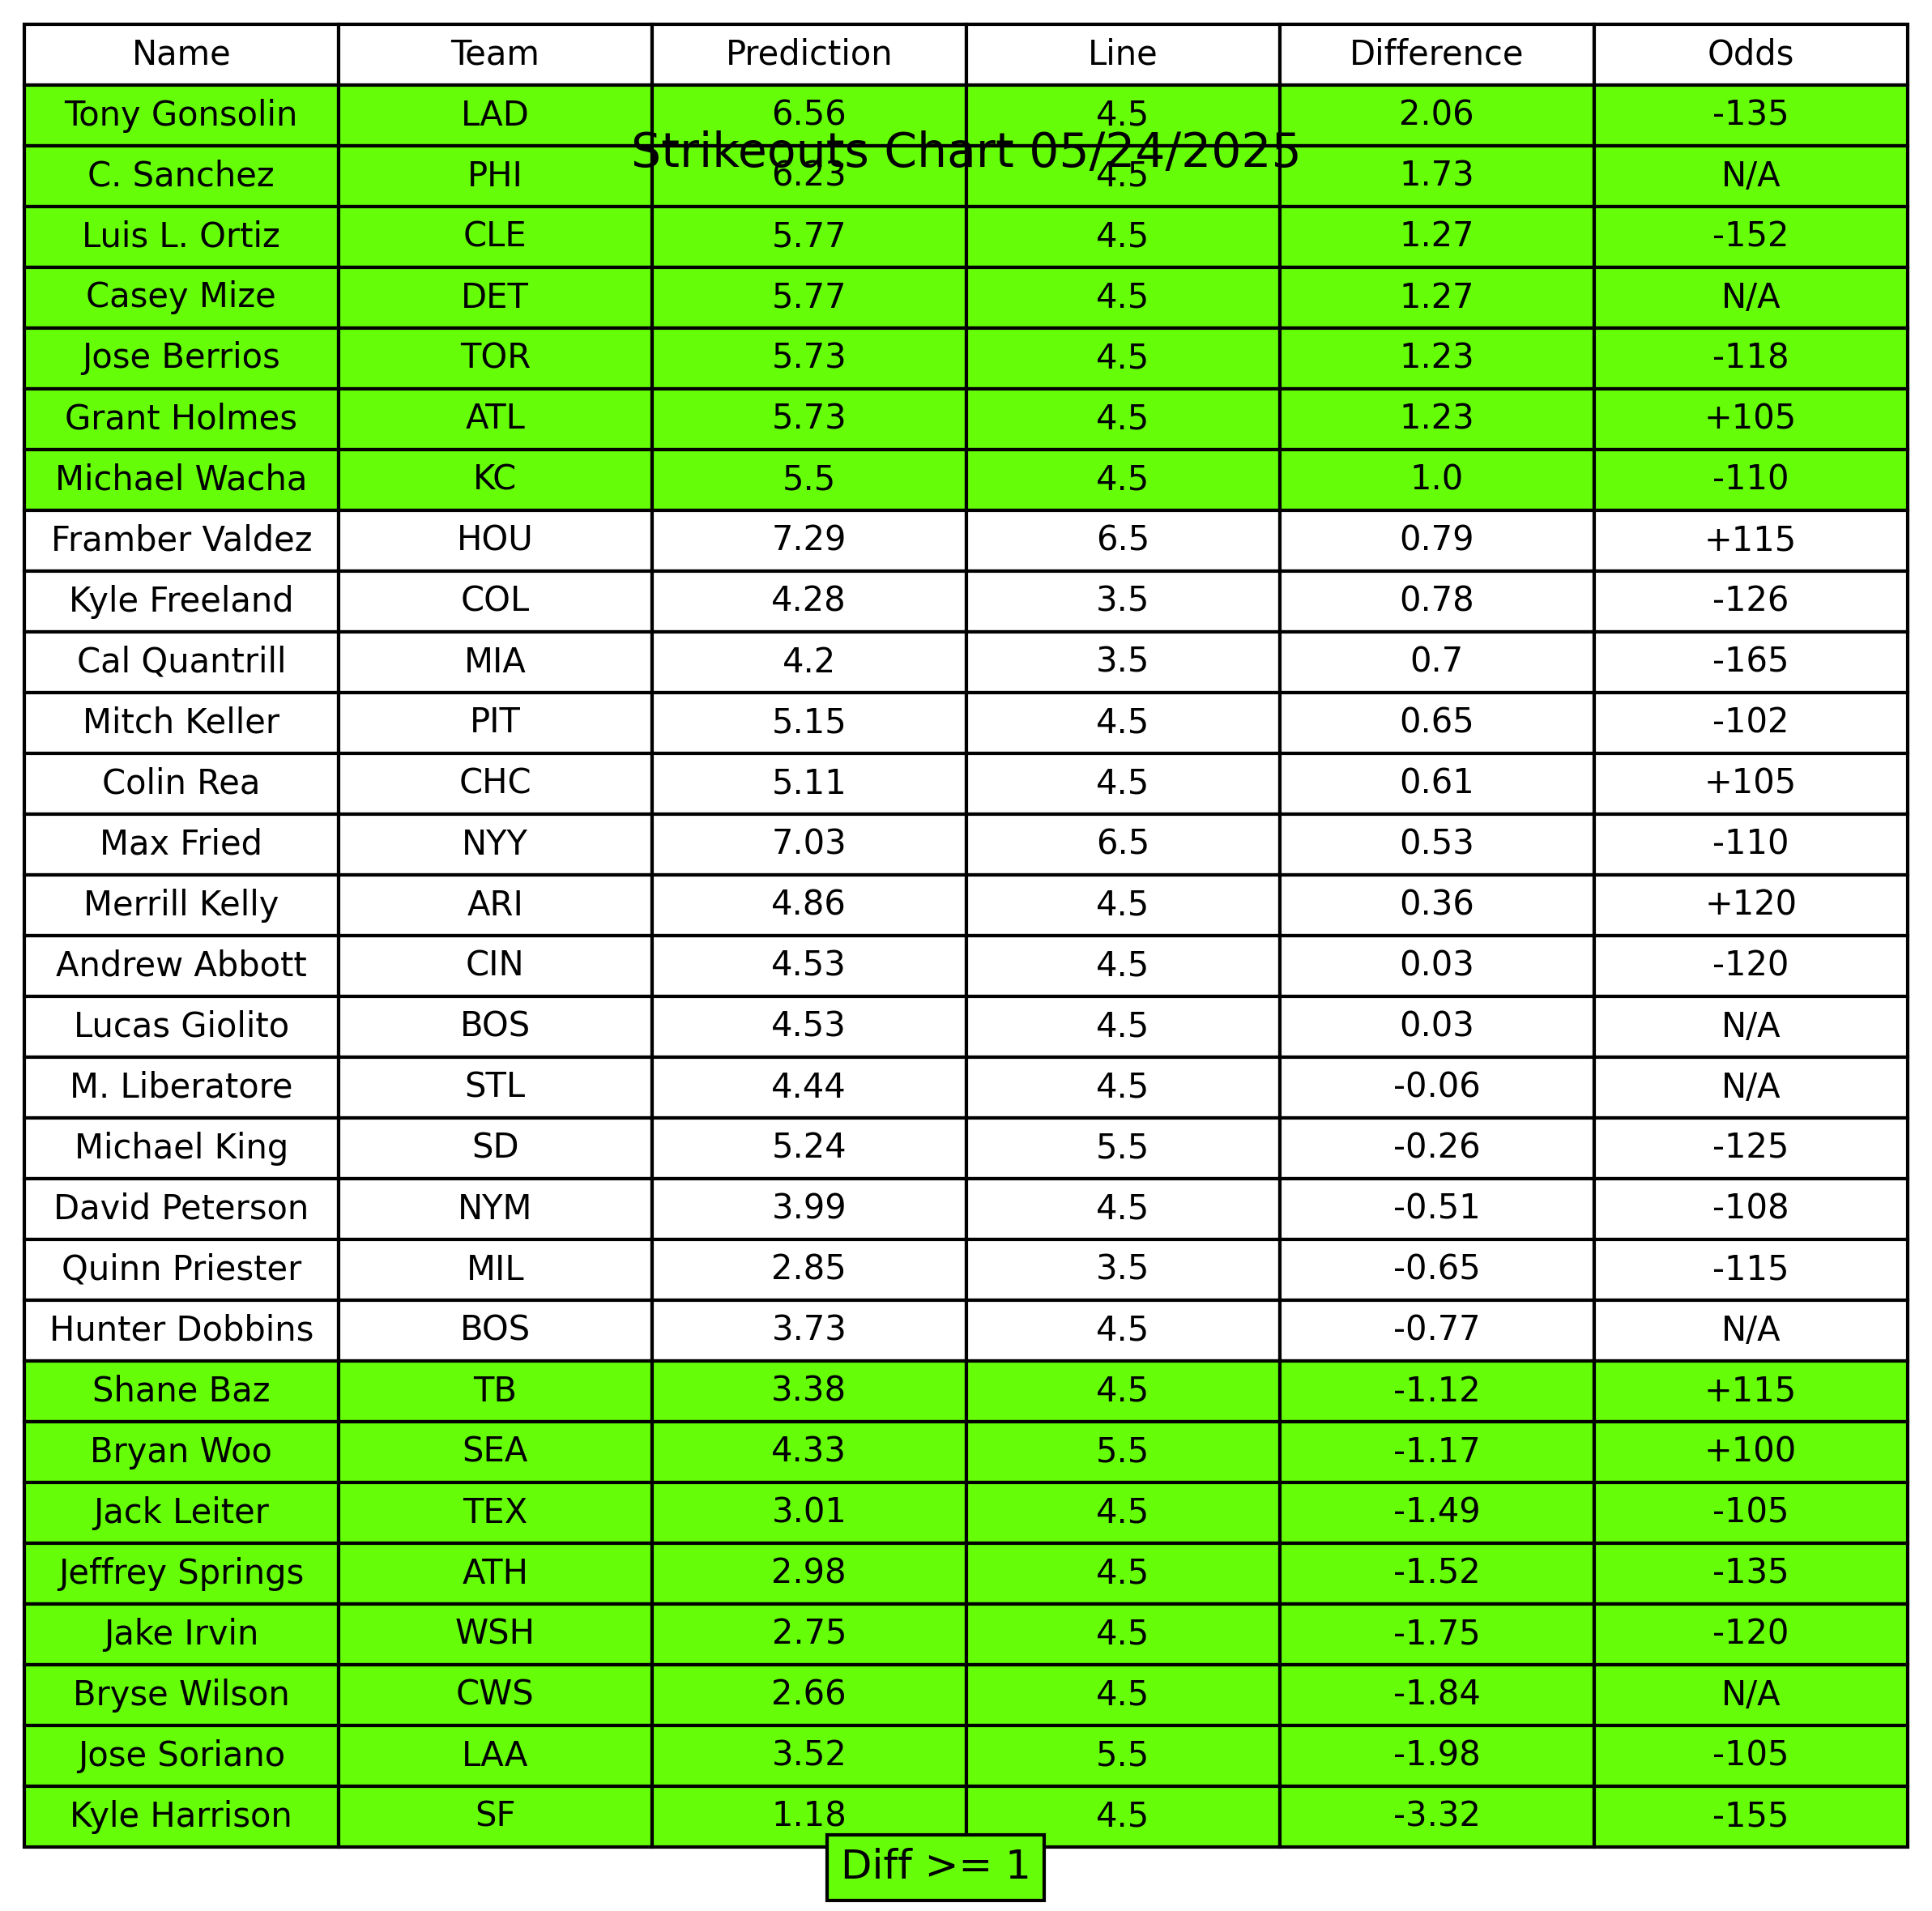 Name Team Prediction Line Difference Odds
Tony Gonsolin LAD 6.56 4.5 2.06 -135
Strikeouts Chart 05/24/2025
C. Sanchez PHI 6.23 4.5 1.73 N/A
Luis L. Ortiz CLE 5.77 4.5 1.27 -152
Casey Mize DET 5.77 4.5 1.27 N/A
Jose Berrios TOR 5.73 4.5 1.23 -118
Grant Holmes ATL 5.73 4.5 1.23 +105
Michael Wacha KC 5.5 4.5 1.0 -110
Framber Valdez HOU 7.29 6.5 0.79 +115
Kyle Freeland COL 4.28 3.5 0.78 -126
Cal Quantrill MIA 4.2 3.5 0.7 -165
Mitch Keller PIT 5.15 4.5 0.65 -102
Colin Rea CHC 5.11 4.5 0.61 +105
Max Fried NYY 7.03 6.5 0.53 -110
Merrill Kelly ARI 4.86 4.5 0.36 +120
Andrew Abbott CIN 4.53 4.5 0.03 -120
Lucas Giolito BOS 4.53 4.5 0.03 N/A
M. Liberatore STL 4.44 4.5 -0.06 N/A
Michael King SD 5.24 5.5 -0.26 -125
David Peterson NYM 3.99 4.5 -0.51 -108
Quinn Priester MIL 2.85 3.5 -0.65 -115
Hunter Dobbins BOS 3.73 4.5 -0.77 N/A
Shane Baz TB 3.38 4.5 -1.12 +115
Bryan Woo SEA 4.33 5.5 -1.17 +100
Jack Leiter TEX 3.01 4.5 -1.49 -105
Jeffrey Springs ATH 2.98 4.5 -1.52 -135
Jake Irvin WSH 2.75 4.5 -1.75 -120
Bryse Wilson CWS 2.66 4.5 -1.84 N/A
Jose Soriano LAA 3.52 5.5 -1.98 -105
Kyle Harrison SF 1.18 4.5 -3.32 -155
Diff >= 1